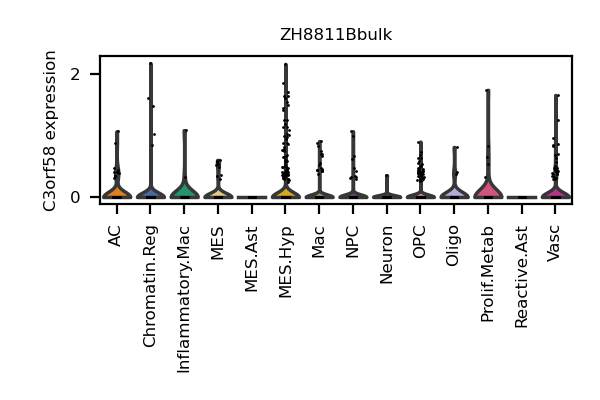 ZH8811Bbulk
C3orf58 expression
2
0
AC
Chromatin.Reg
Inflammatory.Mac
MES
MES.Ast
MES.Hyp
Mac
NPC
Neuron
OPC
Oligo
Prolif.Metab
Reactive.Ast
Vasc